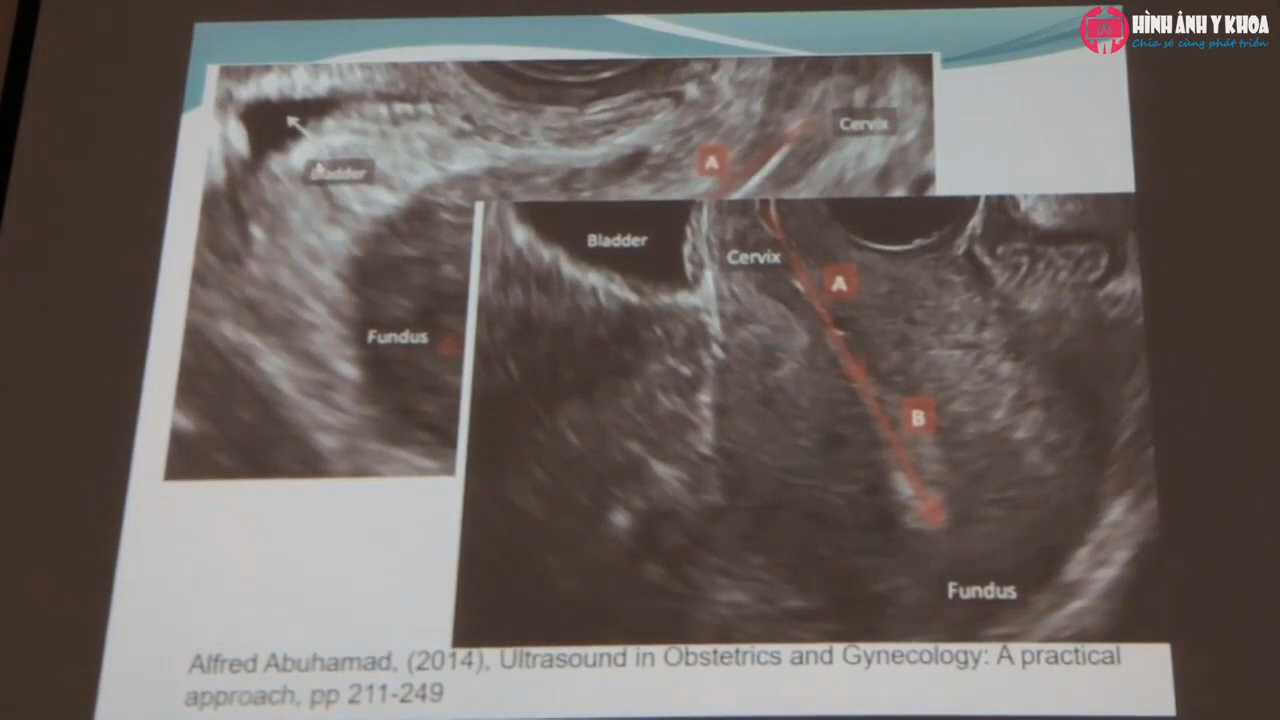 HÌNH ẢNH Y KHOA
Chia sẻ cùng phát triển
Cervix
A
Bladder
Bladder
Cervix
A
Fundus
B
Fundus
Alfred Abuhamad, (2014), Ultrasound in Obstetrics and Gynecology: A practical
approach, pp 211-249